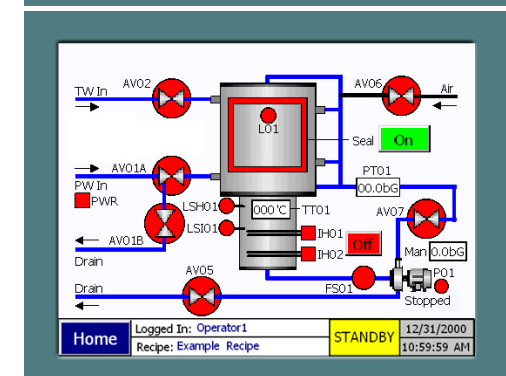 AV02
TW In
AV06
Air
L01
Seal
On
AV01A
PW In
PWR
PT01
00.0bG
LSH01
000 °C
TT01
LSI01
AV07
IH01
Off
IH02
AV01B
Drain
Man
0.0bG
AV05
Drain
FS01
P01
Stopped
Home
Logged In: Operator1
Recipe: Example Recipe
STANDBY
12/31/2000
10:59:59 AM